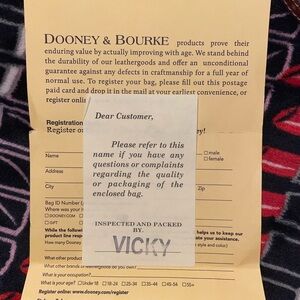 DOONEY & BOURKE products prove their
enduring value by actually improving with age. We stand behind
the durability of our leathergoods and offer an unconditional
guarantee against any defects in craftsmanship for a full year of
normal use. To register your bag, please fill out this postage
paid card and drop it in the mail at your earliest convenience, or
register onli
Registration
Register o
y!
Dear Customer,
Please refer to this
name if you have any
questions or complaints
regarding the quality
or packaging of the
enclosed bag.
INSPECTED AND PACKED
BY:
VICKY
Name
male
female
Address
City
Zip
Bag ID Number (
Where was your
DOONEY.COM
GIFT
While the follow
product line resp
How many Dooney
helps us keep our
ate your assistance.
style and color)
What other
What other brands of leathergoods do you own?
What is your occupation?
What is your age? Under 18 18-24 25-34 35-44 45-54 55+
Register online: www.dooney.com/register